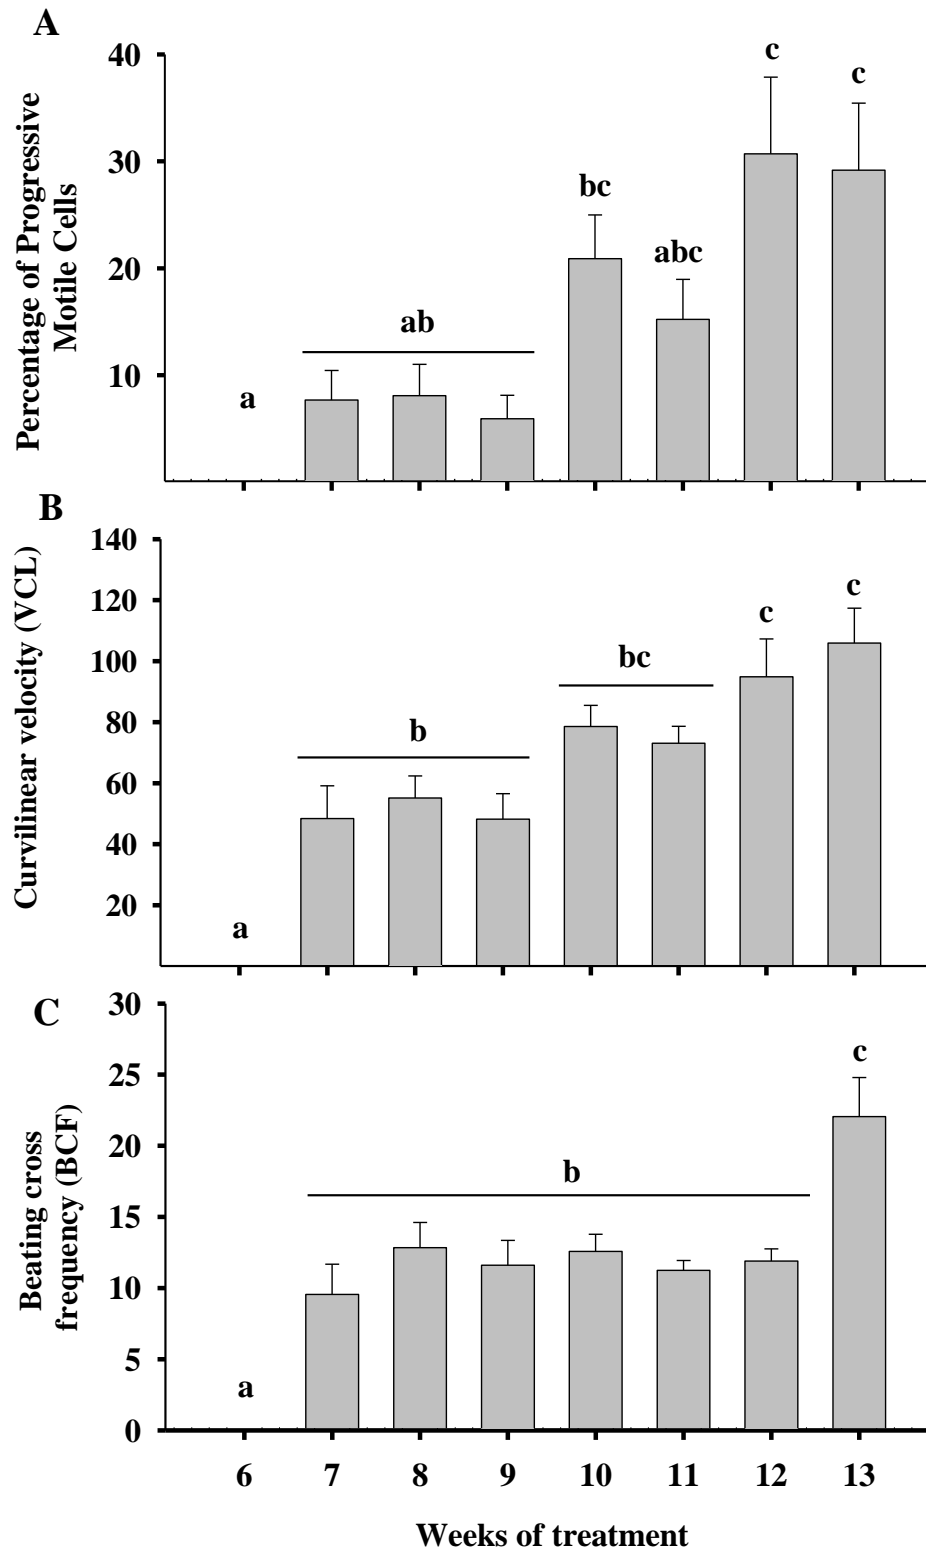 A
Percentage of Progressive
Motile Cells
40
30
20
10
a
ab
bc
abc
c
c
B
Curvilinear velocity (VCL)
140
120
100
80
60
40
20
a
b
bc
c
c
C
Beating cross
frequency (BCF)
30
25
20
15
10
5
0
a
b
c
6 7 8 9 10 11 12 13
Weeks of treatment